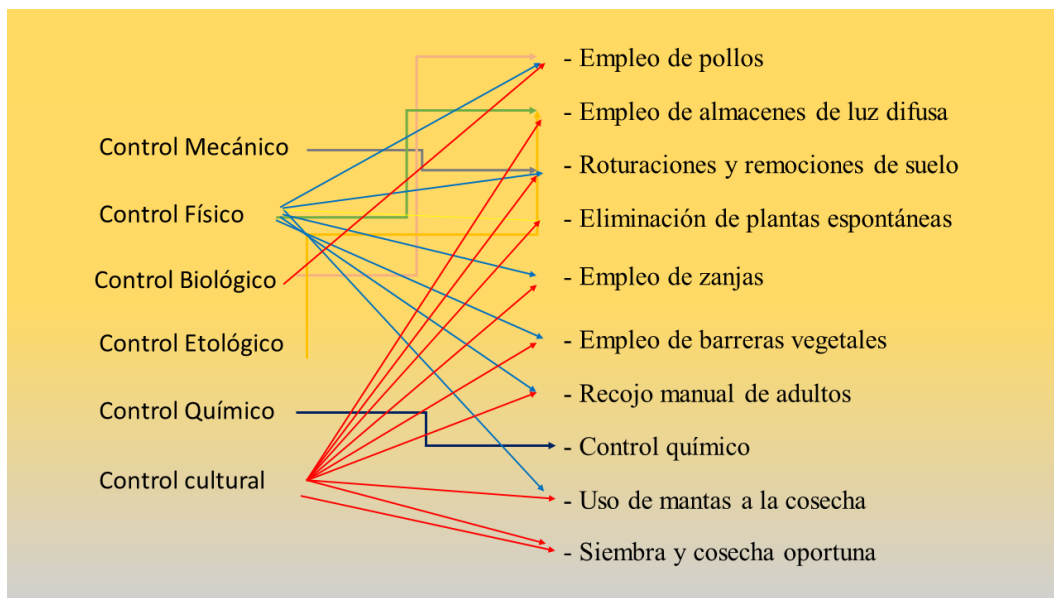 Control Mecánico
Control Físico
Control Biológico
Control Etológico
Control Químico
Control cultural
- Empleo de pollos
- Empleo de almacenes de luz difusa
- Roturaciones y remociones de suelo
- Eliminación de plantas espontáneas
- Empleo de zanjas
- Empleo de barreras vegetales
- Recojo manual de adultos
- Control químico
- Uso de mantas a la cosecha
- Siembra y cosecha oportuna